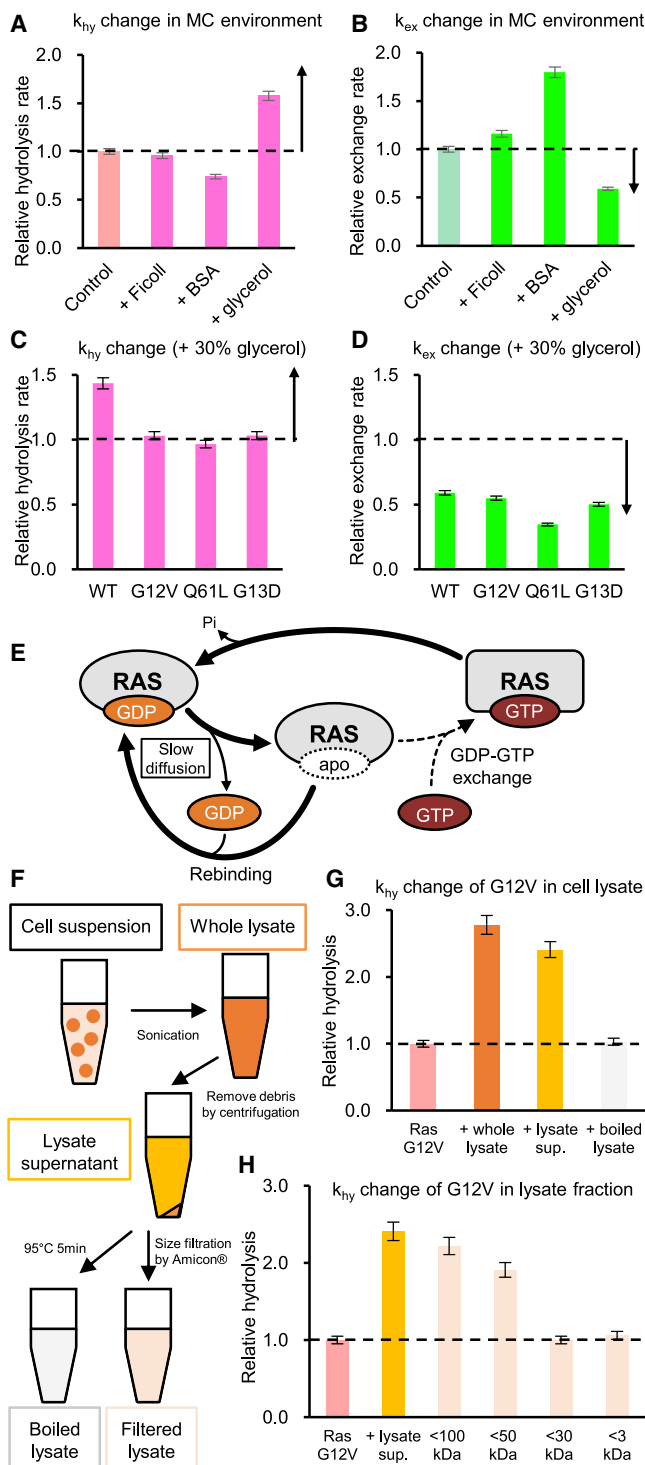 A
k_hy change in MC environment
Relative hydrolysis rate
2.0
1.5
1.0
0.5
0.0
Control
+ Ficoll
+ BSA
+ glycerol
B
k_ex change in MC environment
Relative exchange rate
2.0
1.5
1.0
0.5
0.0
Control
+ Ficoll
+ BSA
+ glycerol
C
k_hy change (+ 30% glycerol)
Relative hydrolysis rate
1.5
1.0
0.5
0.0
WT G12V Q61L G13D
D
k_ex change (+ 30% glycerol)
Relative exchange rate
1.5
1.0
0.5
0.0
WT G12V Q61L G13D
E
Pi
RAS
GDP
Slow
diffusion
GDP
RAS
apo
Rebinding
RAS
GTP
GDP-GTP
exchange
GTP
F
Cell suspension
Whole lysate
Sonication
Remove debris
by centrifugation
Lysate
supernatant
95°C 5min
Size filtration
by Amicon®
Boiled
lysate
Filtered
lysate
G
k_hy change of G12V in cell lysate
Relative hydrolysis
3.0
2.0
1.0
0.0
Ras
G12V
+ whole
lysate
+ lysate
sup.
+ boiled
lysate
H
k_hy change of G12V in lysate fraction
Relative hydrolysis
3.0
2.0
1.0
0.0
Ras
G12V
+ lysate
sup.
<100
kDa
<50
kDa
<30
kDa
<3
kDa